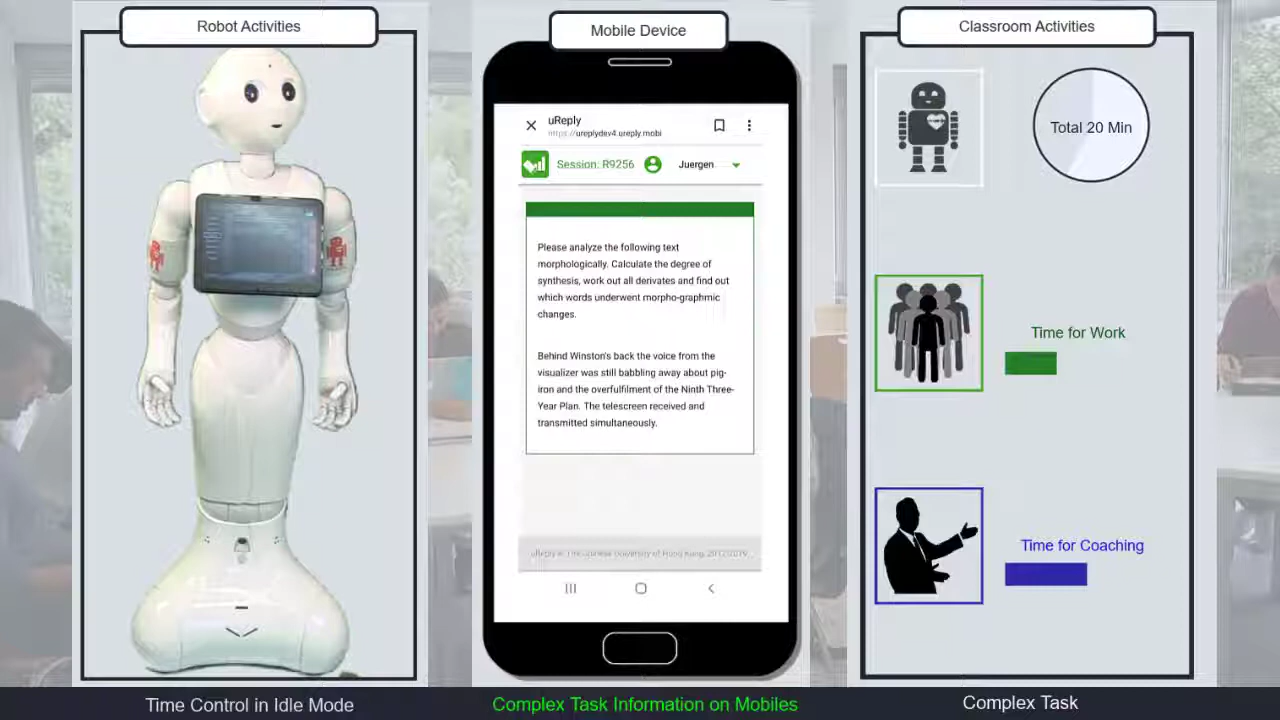 Robot Activities
Mobile Device
Classroom Activities
uReply
https://ureplydev4.ureply.mobi
Session: R9256
Juergen
Please analyze the following text
morphologically. Calculate the degree of
synthesis, work out all derivates and find out
which words underwent morpho-graphmic
changes.
Behind Winston's back the voice from the
visualizer was still babbling away about pig-
iron and the overfulfilment of the Ninth Three-
Year Plan. The telescreen received and
transmitted simultaneously.
University of Hong Kong
Total 20 Min
Time for Work
Time for Coaching
Time Control in Idle Mode
Complex Task Information on Mobiles
Complex Task